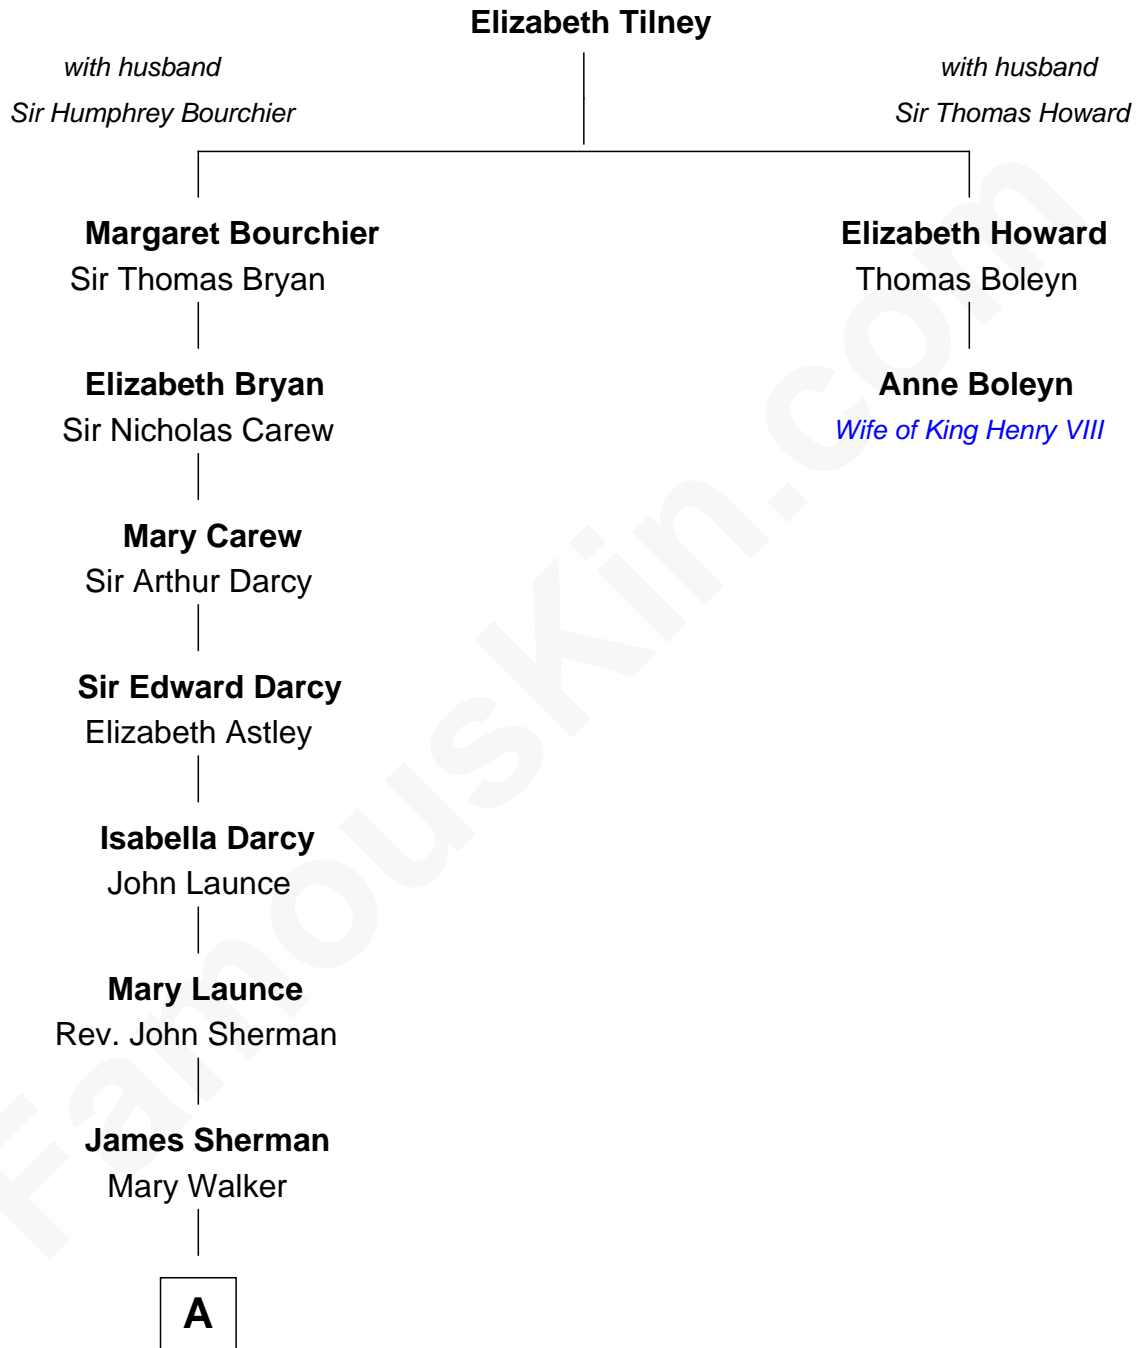 Elizabeth Tilney
with husband
Sir Humphrey Bourchier
with husband
Sir Thomas Howard
Margaret Bourchier
Sir Thomas Bryan
Elizabeth Howard
Thomas Boleyn
Elizabeth Bryan
Sir Nicholas Carew
Anne Boleyn
Wife of King Henry VIII
Mary Carew
Sir Arthur Darcy
Sir Edward Darcy
Elizabeth Astley
Isabella Darcy
John Launce
Mary Launce
Rev. John Sherman
James Sherman
Mary Walker
A
FamousKin.com